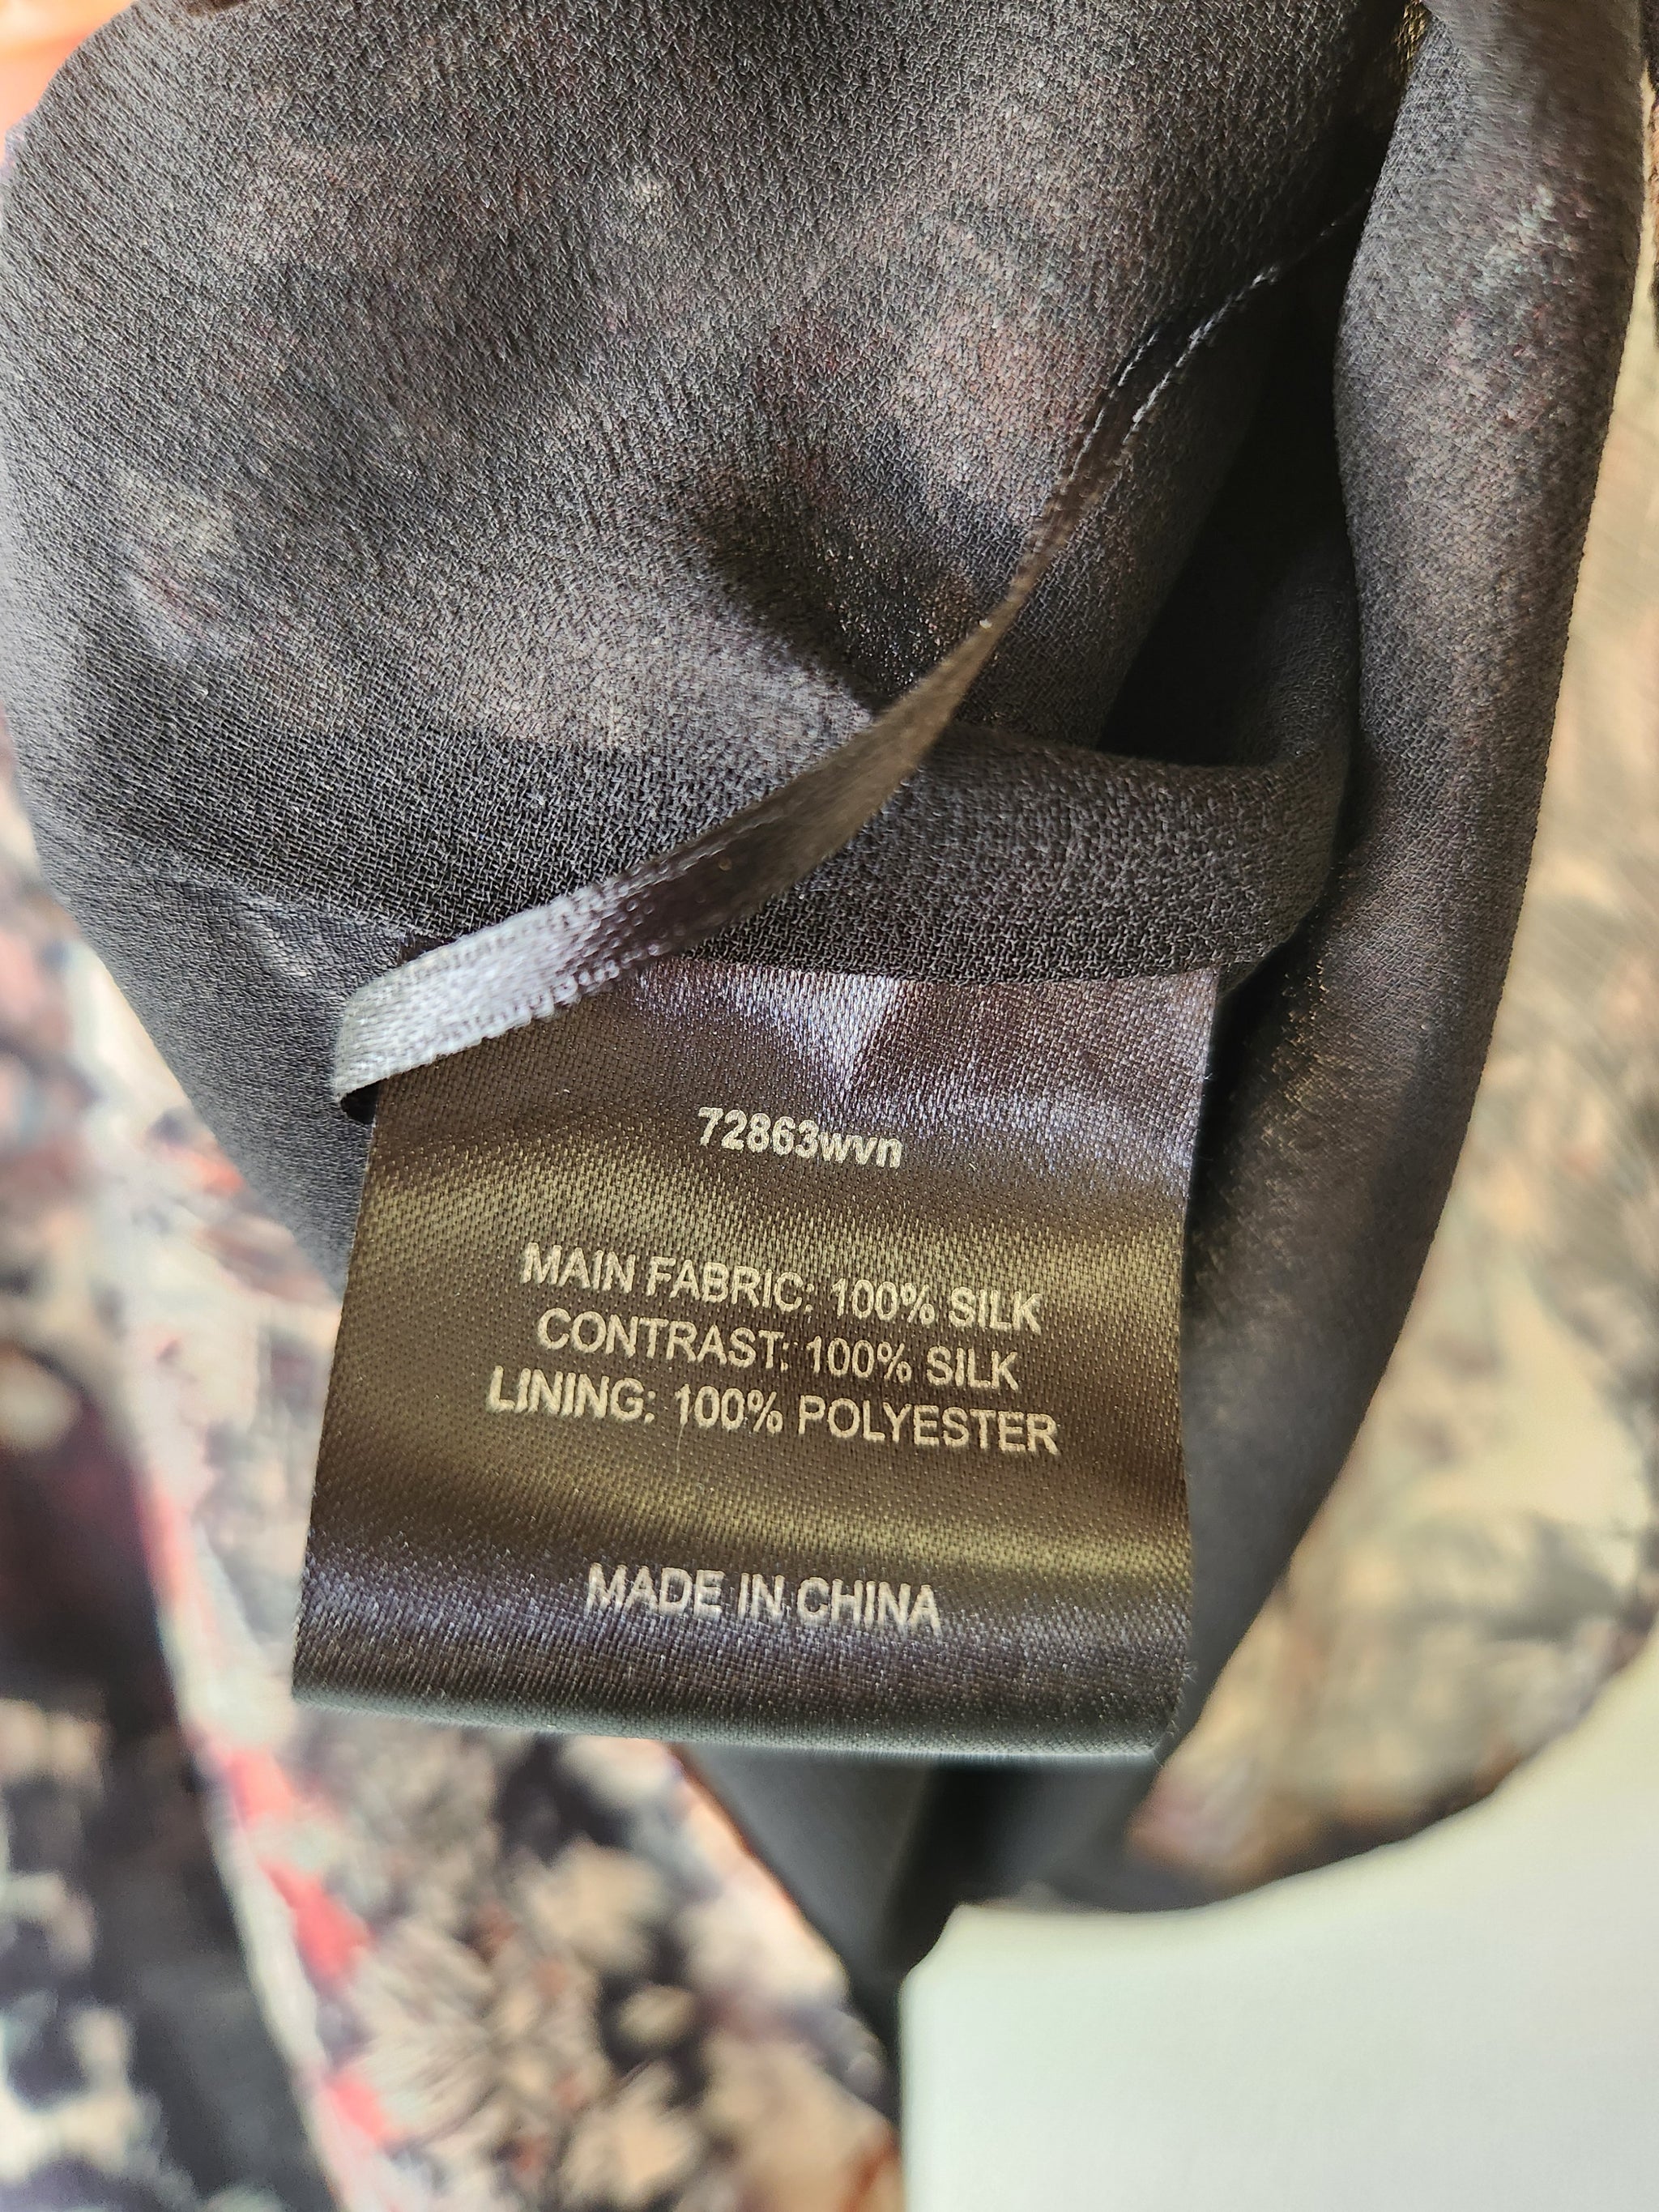 72863wvn
MAIN FABRIC: 100% SILK
CONTRAST: 100% SILK
LINING: 100% POLYESTER
MADE IN CHINA